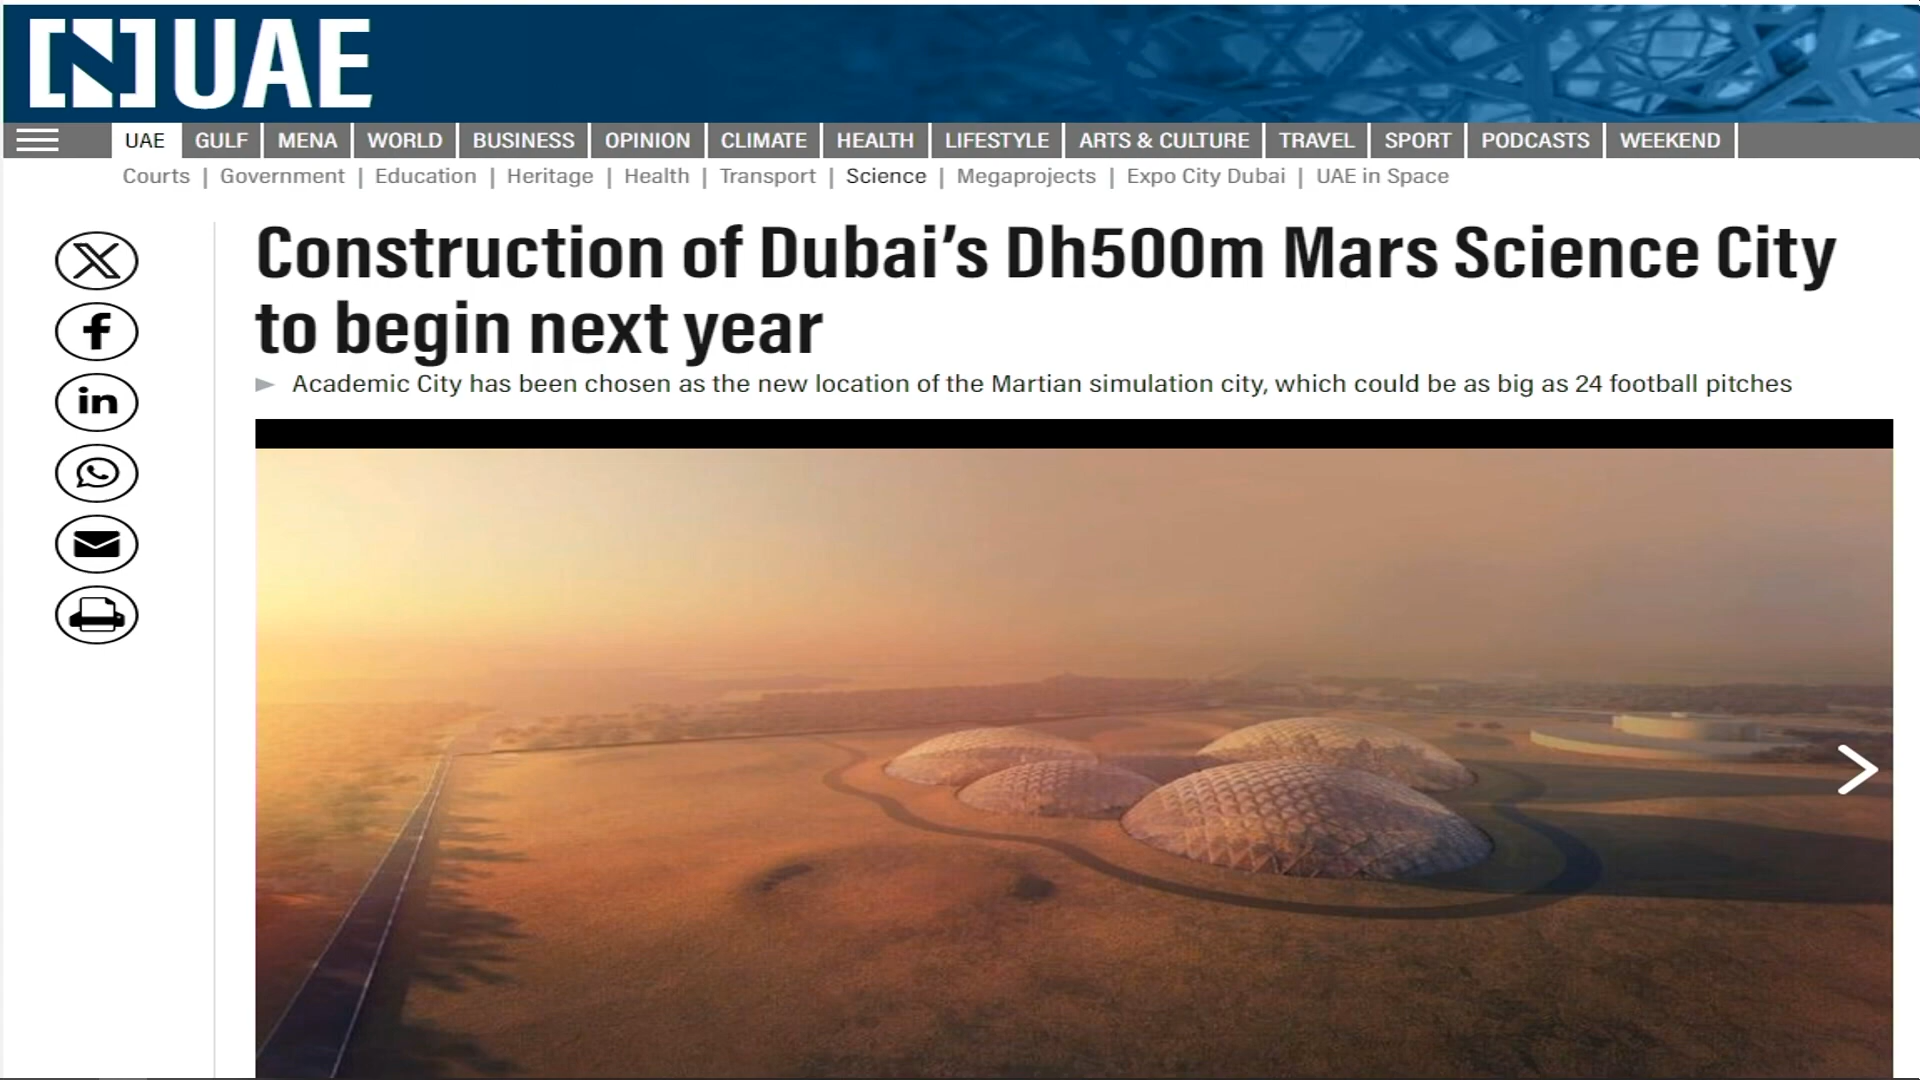 [N]UAE
UAE
GULF
MENA
WORLD
BUSINESS
OPINION
CLIMATE
HEALTH
LIFESTYLE
ARTS & CULTURE
TRAVEL
SPORT
PODCASTS
WEEKEND
Courts | Government | Education | Heritage | Health | Transport | Science | Megaprojects | Expo City Dubai | UAE in Space
Construction of Dubai’s Dh500m Mars Science City
to begin next year
Academic City has been chosen as the new location of the Martian simulation city, which could be as big as 24 football pitches